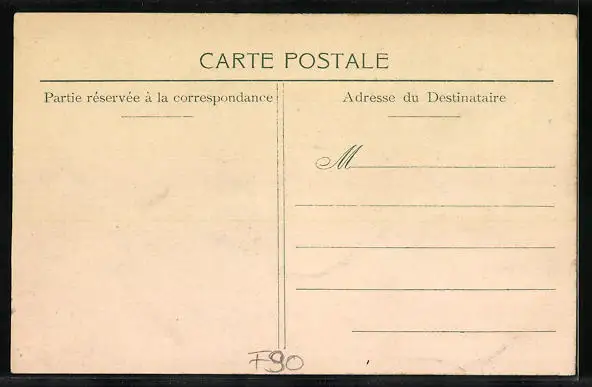 CARTE POSTALE
Partie réservée à la correspondance
Adresse du Destinataire
M
F90